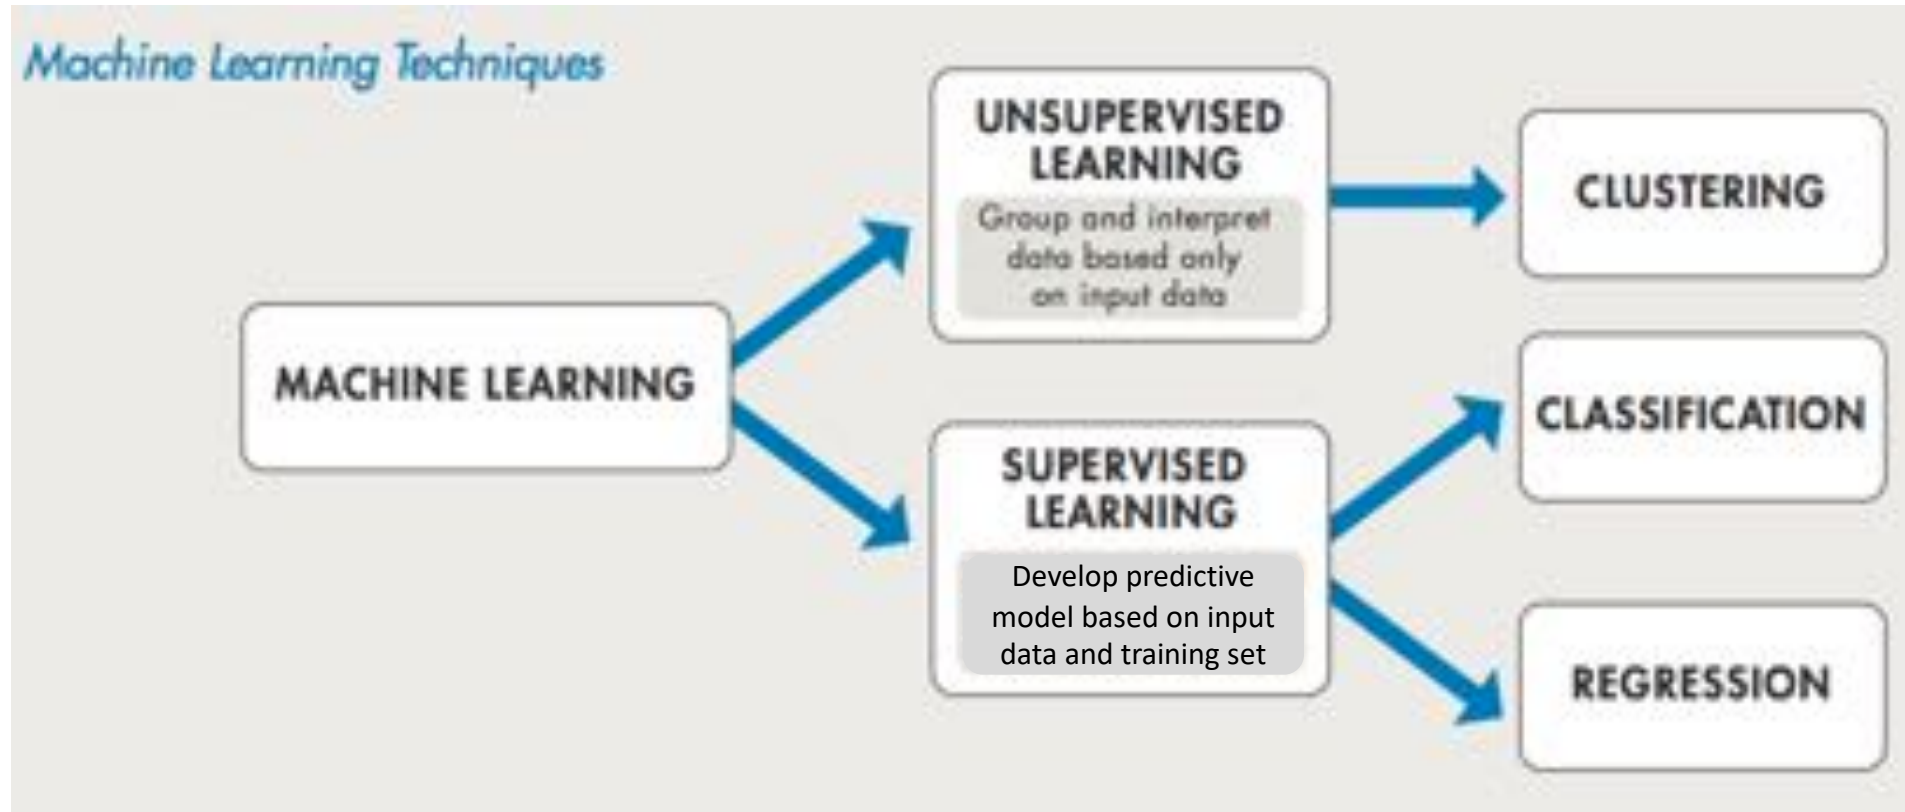 Machine Learning Techniques
UNSUPERVISED
LEARNING
Group and interpret
data based only
on input data
CLUSTERING
MACHINE LEARNING
SUPERVISED
LEARNING
Develop predictive
model based on input
data and training set
CLASSIFICATION
REGRESSION